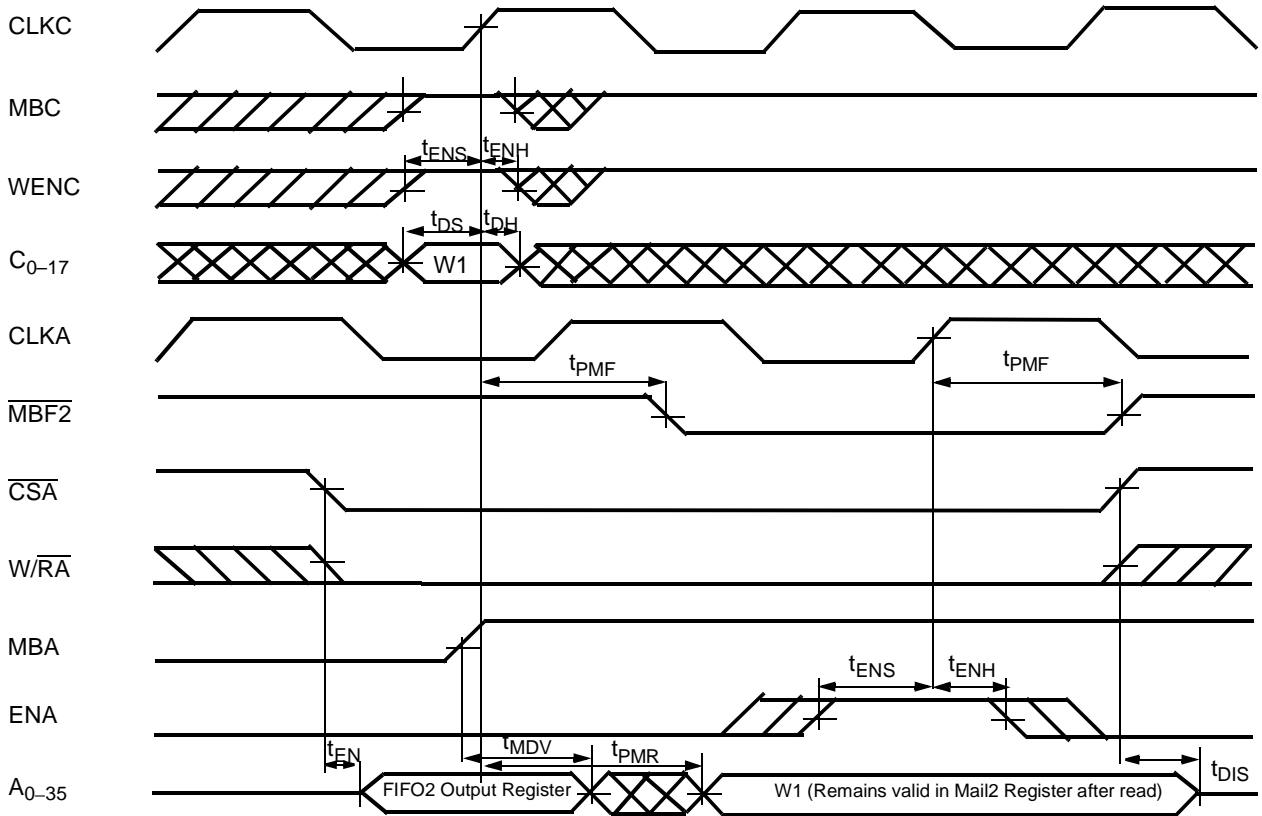 CLKC
MBC
tENS tENH
WENC
tDS tDH
C0–17 W1
CLKA
tPMF tPMF
MBF2
CSA
W/RA
MBA
tENS tENH
ENA
tEN tMDV tPMR tDIS
A0–35 FIFO2 Output Register W1 (Remains valid in Mail2 Register after read)